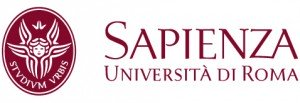 STVDIVM VRBIS
SAPIENZA
UNIVERSITÀ DI ROMA